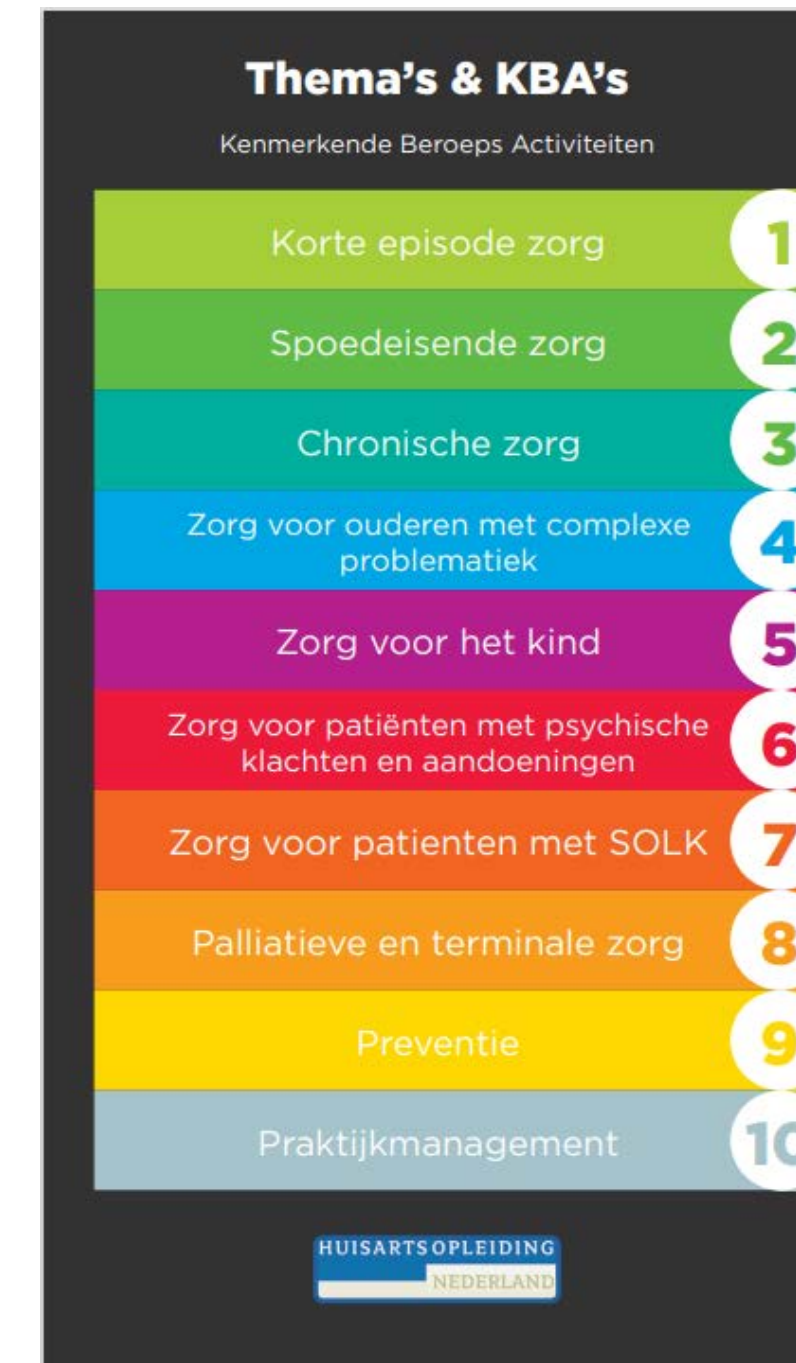 Thema's & KBA's
Kenmerkende Beroeps Activiteiten
Korte episode zorg
1
Spoedeisende zorg
2
Chronische zorg
3
Zorg voor ouderen met complexe
problematiek
4
Zorg voor het kind
5
Zorg voor patiënten met psychische
klachten en aandoeningen
6
Zorg voor patienten met SOLK
7
Palliatieve en terminale zorg
8
Preventie
9
Praktijkmanagement
10
HUISARTSOPLEIDING
NEDERLAND